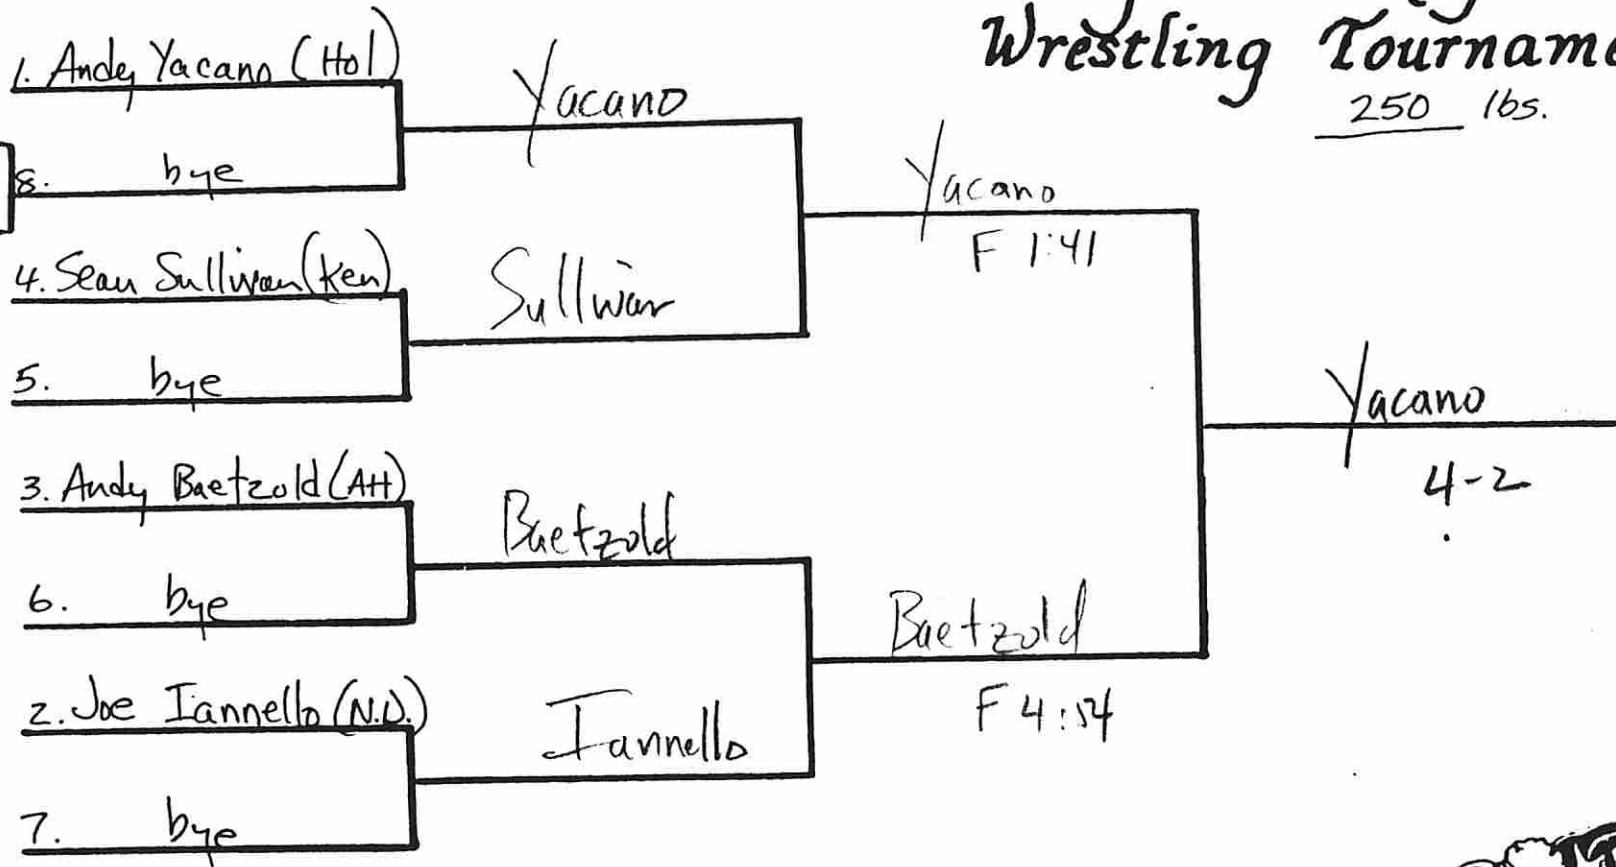 Wrestling Tourname
250 lbs.
1. Andy Yacano (Hol)
8. bye
4. Sean Sullivan (Ken)
5. bye
3. Andy Baetzold (AH)
6. bye
2. Joe Iannello (N.D.)
7. bye
Yacano
Sullivan
Baetzold
Iannello
Yacano
F 1:41
Baetzold
F 4:54
Yacano
4-2